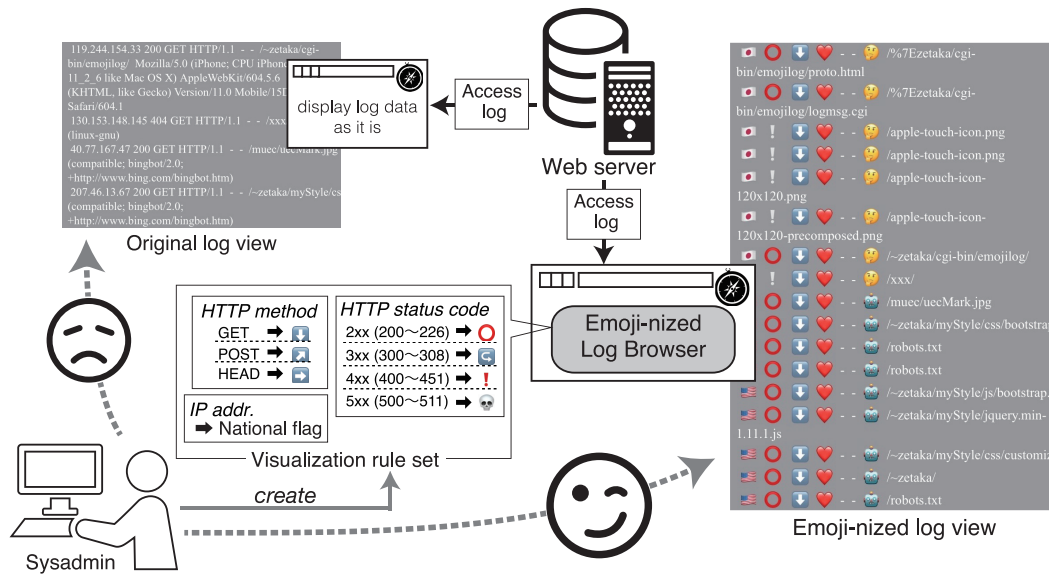 119.244.154.33 200 GET HTTP/1.1 - - /~zetaka/cgi-
bin/emojilog/ Mozilla/5.0 (iPhone; CPU iPhone
11_2_6 like Mac OS X) AppleWebKit/604.5.6
(KHTML, like Gecko) Version/11.0 Mobile/15D
Safari/604.1
130.153.148.145 404 GET HTTP/1.1 - - /xxx
(linux-gnu)
40.77.167.47 200 GET HTTP/1.1 - - /muec/uecMark.jpg
(compatible; bingbot/2.0;
+http://www.bing.com/bingbot.htm)
207.46.13.67 200 GET HTTP/1.1 - - /~zetaka/myStyle/cs
(compatible; bingbot/2.0;
+http://www.bing.com/bingbot.htm)
Original log view
display log data
as it is
Access
log
Web server
Access
log
HTTP method
GET ➡ ⬇️
POST ➡ ↗️
HEAD ➡ ➡️
IP addr.
➡ National flag
HTTP status code
2xx (200～226) ➡ ⭕
3xx (300～308) ➡ ↪️
4xx (400～451) ➡ ❗
5xx (500～511) ➡ 💀
Visualization rule set
create
Sysadmin
Emoji-nized
Log Browser
🇯🇵 ⭕ ⬇️ ❤️ - - 🤔 /%7Ezetaka/cgi-
bin/emojilog/proto.html
🇯🇵 ⭕ ⬇️ ❤️ - - 🤔 /%7Ezetaka/cgi-
bin/emojilog/logmsg.cgi
🇯🇵 ❕ ⬇️ ❤️ - - 🤔 /apple-touch-icon.png
🇯🇵 ❕ ⬇️ ❤️ - - 🤔 /apple-touch-icon.png
🇯🇵 ❕ ⬇️ ❤️ - - 🤔 /apple-touch-icon-
120x120.png
🇯🇵 ❕ ⬇️ ❤️ - - 🤔 /apple-touch-icon-
120x120-precomposed.png
🇯🇵 ⭕ ⬇️ ❤️ - - 🤔 /~zetaka/cgi-bin/emojilog/
❕ ⬇️ ❤️ - - 🤔 /xxx/
⭕ ⬇️ ❤️ - - 🤖 /muec/uecMark.jpg
⬇️ ❤️ - - 🤖 /~zetaka/myStyle/css/bootstrap
⬇️ ❤️ - - 🤖 /robots.txt
⭕ ⬇️ ❤️ - - 🤖 /robots.txt
🇺🇸 ⭕ ⬇️ ❤️ - - 🤖 /~zetaka/myStyle/js/bootstrap.
🇺🇸 ⭕ ⬇️ ❤️ - - 🤖 /~zetaka/myStyle/jquery.min-
1.11.1.js
🇺🇸 ⭕ ⬇️ ❤️ - - 🤖 /~zetaka/myStyle/css/customiz
🇺🇸 ⭕ ⬇️ ❤️ - - 🤖 /~zetaka/
🇺🇸 ⭕ ⬇️ ❤️ - - 🤖 /robots.txt
Emoji-nized log view